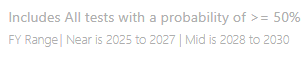 Includes All tests with a probability of >= 50%
FY Range| Near is 2025 to 2027 | Mid is 2028 to 2030